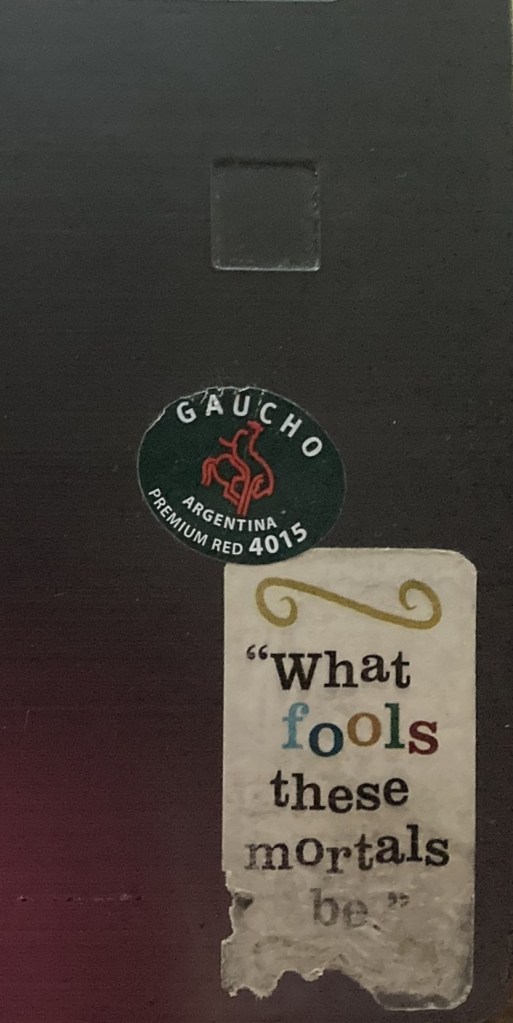 GAUCHO
ARGENTINA
PREMIUM RED 4015
“What
fools
these
mortals
be.”